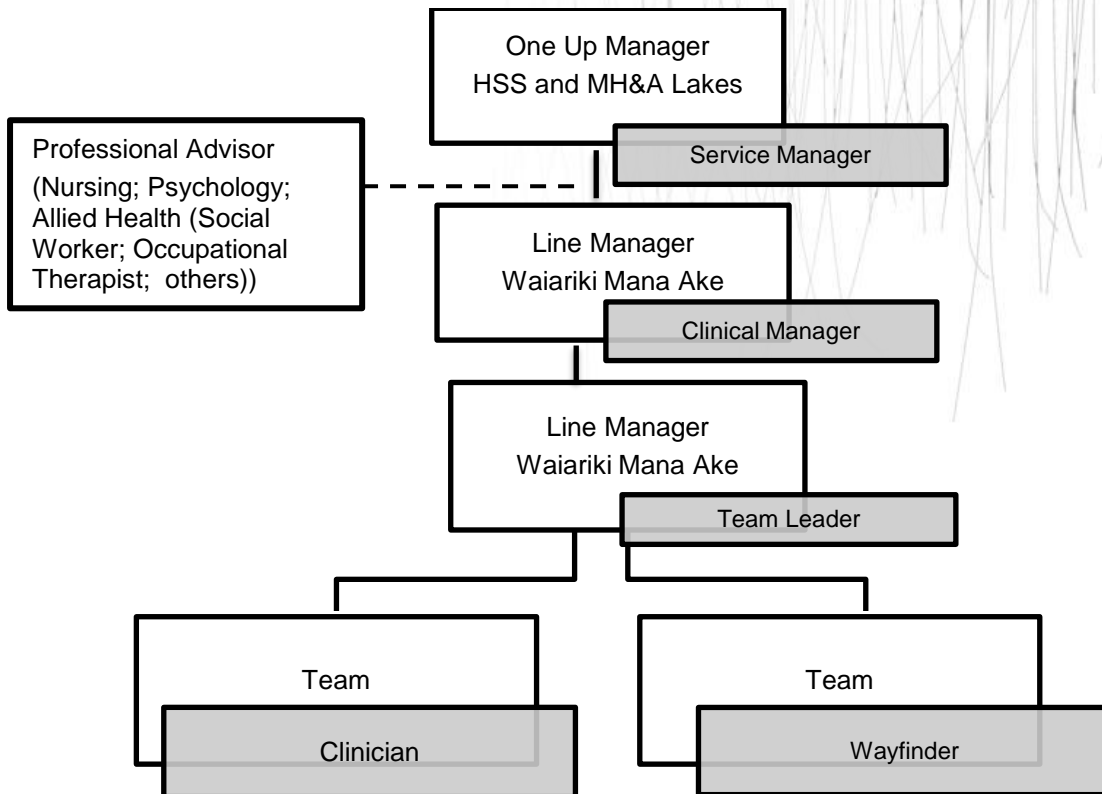 One Up Manager
HSS and MH&A Lakes
Service Manager
Professional Advisor
(Nursing; Psychology;
Allied Health (Social
Worker; Occupational
Therapist; others))
Line Manager
Waiariki Mana Ake
Clinical Manager
Line Manager
Waiariki Mana Ake
Team Leader
Team
Clinician
Team
Wayfinder